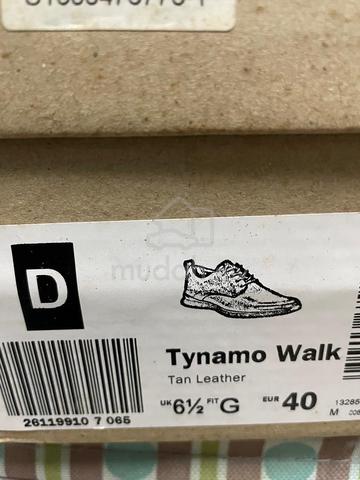 D
Tynamo Walk
Tan Leather
UK 6½ FIT G EUR 40
26119910 7 065
M